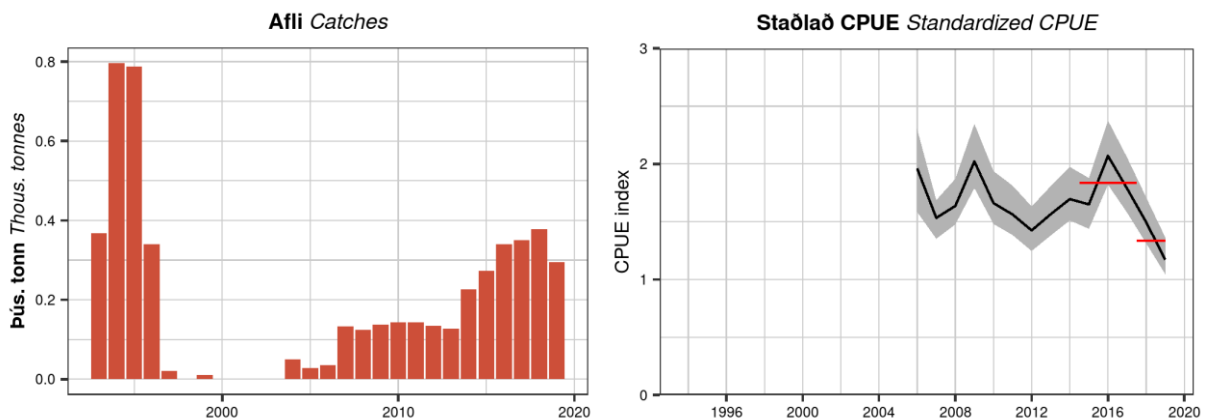 Afli Catches
Þús. tonn Thous. tonnes
0.8
0.6
0.4
0.2
0.0
2000 2010 2020
Staðlað CPUE Standardized CPUE
CPUE index
3
2
1
0
1996 2000 2004 2008 2012 2016 2020